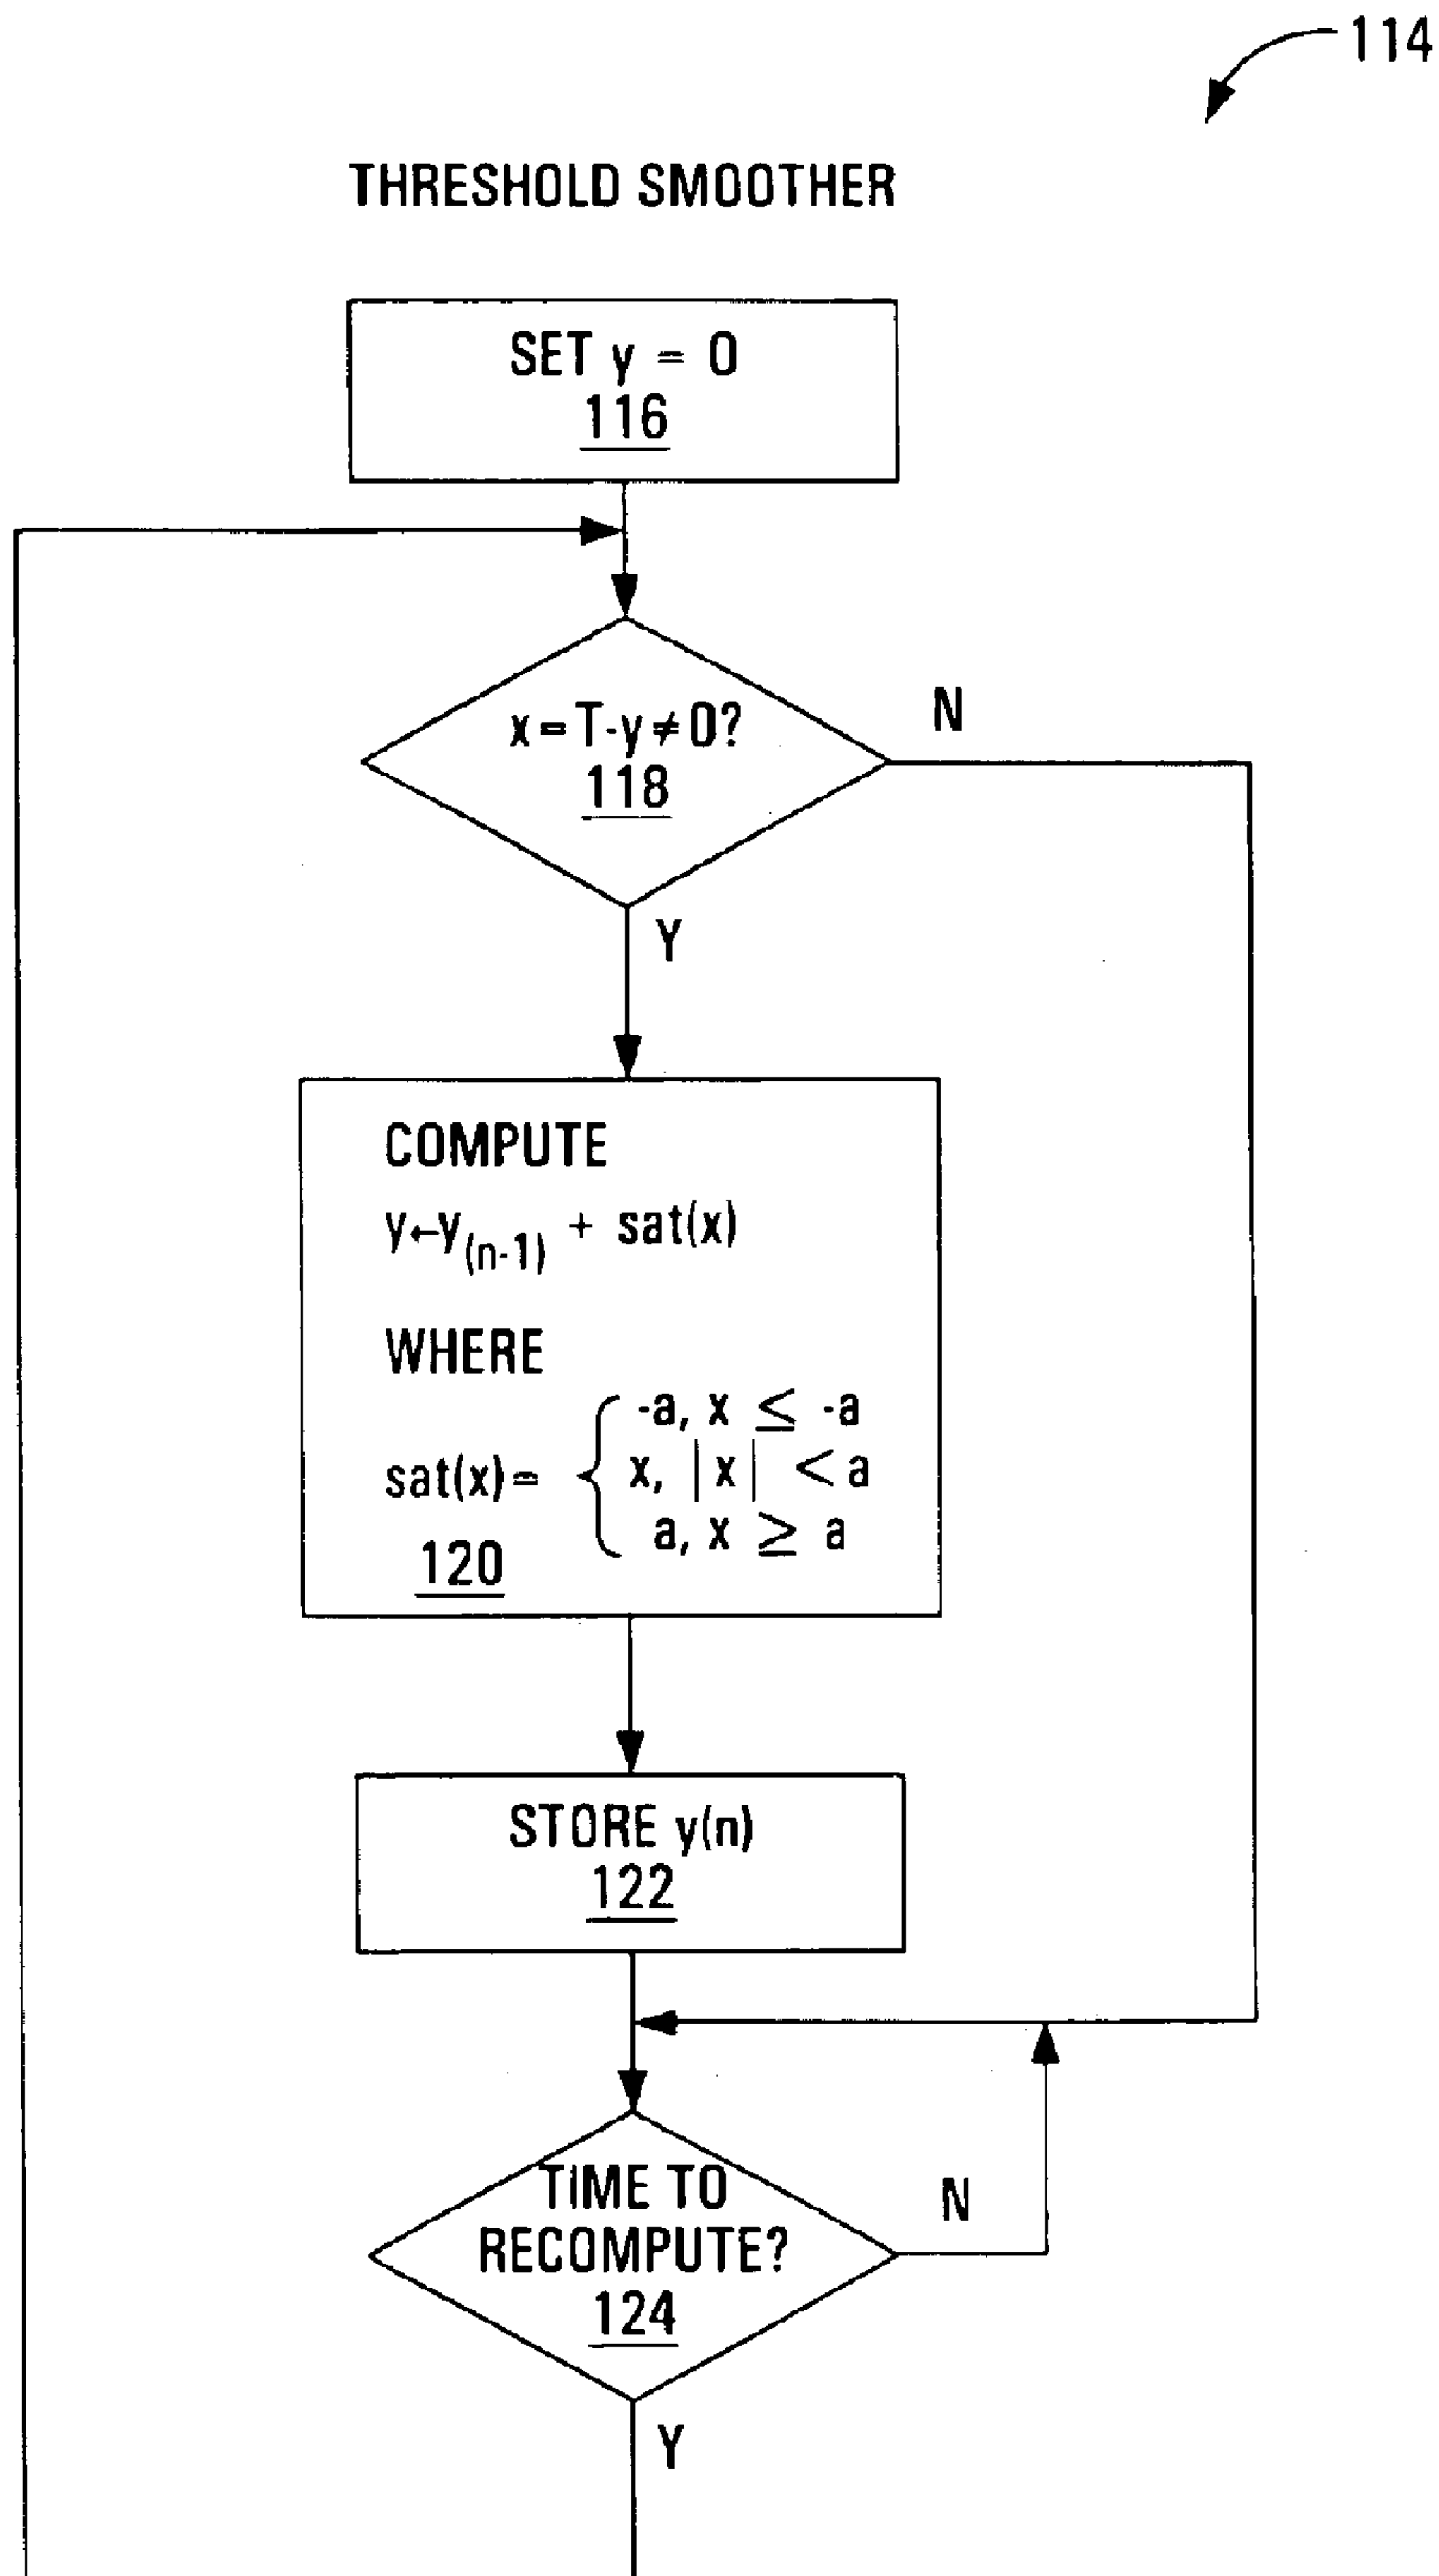 114
THRESHOLD SMOOTHER
SET y = 0
116
x = T-y ≠ 0?
118
N
Y
COMPUTE
y←y(n-1) + sat(x)
WHERE
sat(x) = { -a, x ≤ -a
x, |x| < a
a, x ≥ a
120
STORE y(n)
122
TIME TO
RECOMPUTE?
124
N
Y